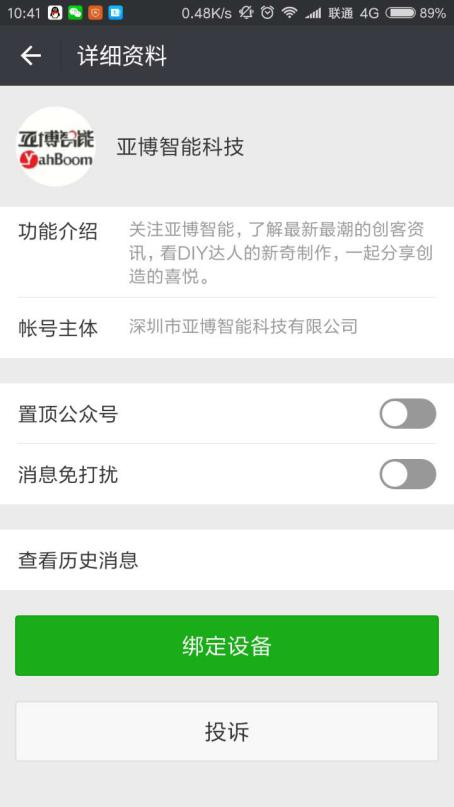 10:41 0.48K/s 联通 4G 89%
详细资料
亚博智能
YahBoom
亚博智能科技
功能介绍
关注亚博智能，了解最新最潮的创客资
讯，看DIY达人的新奇制作，一起分享创
造的喜悦。
帐号主体
深圳市亚博智能科技有限公司
置顶公众号
消息免打扰
查看历史消息
绑定设备
投诉